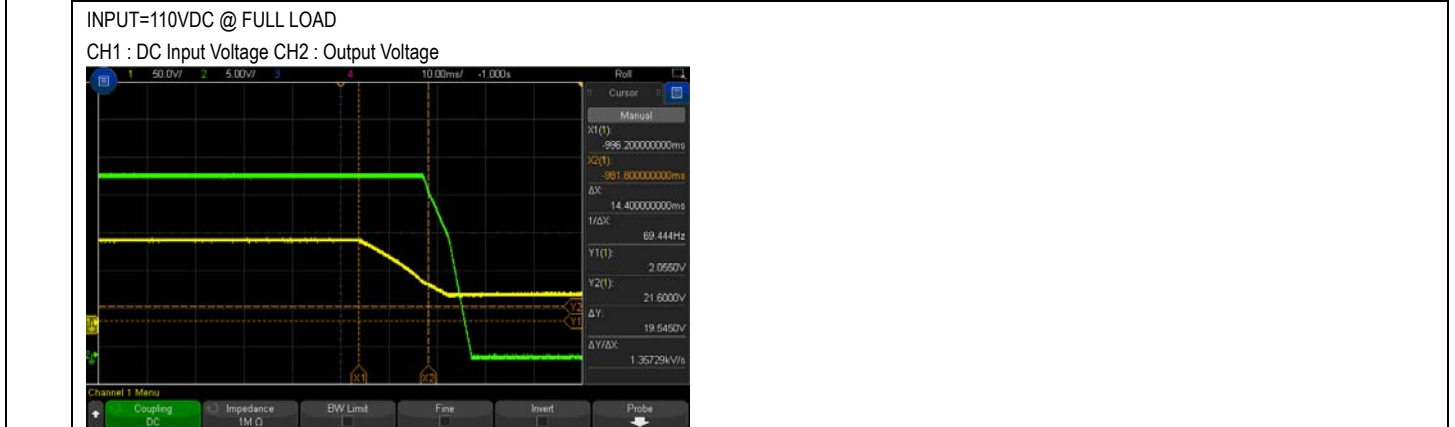 INPUT=110VDC @ FULL LOAD
CH1 : DC Input Voltage CH2 : Output Voltage
1 50.0V/ 2 5.00V/ 3 4 10.00ms/ -1.000s Roll
Cursor
Manual
X1(1):
-996.200000000ms
X2(1):
-981.800000000ms
ΔX:
14.400000000ms
1/ΔX:
69.444Hz
Y1(1):
2.0550V
Y2(1):
21.6000V
ΔY:
19.5450V
ΔY/ΔX:
1.35729kV/s
Y2
Y1
X1 X2
Channel 1 Menu
Coupling Impedance BW Limit Fine Invert Probe
DC 1M Ω